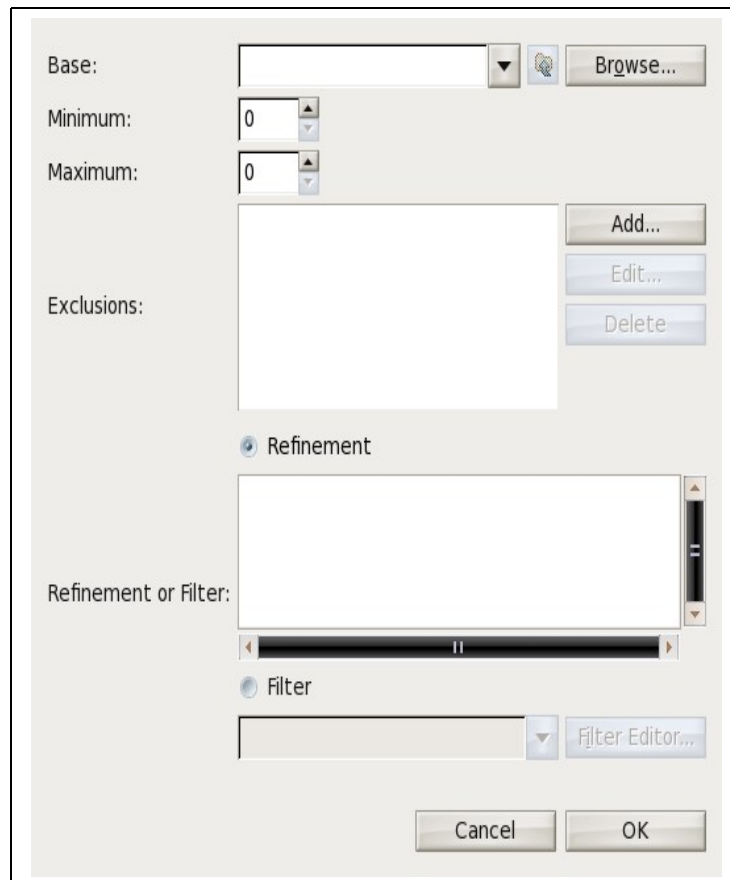 Base: Browse...
Minimum: 0
Maximum: 0
Exclusions:
Add...
Edit...
Delete
Refinement
Refinement or Filter:
Filter
Filter Editor...
Cancel OK